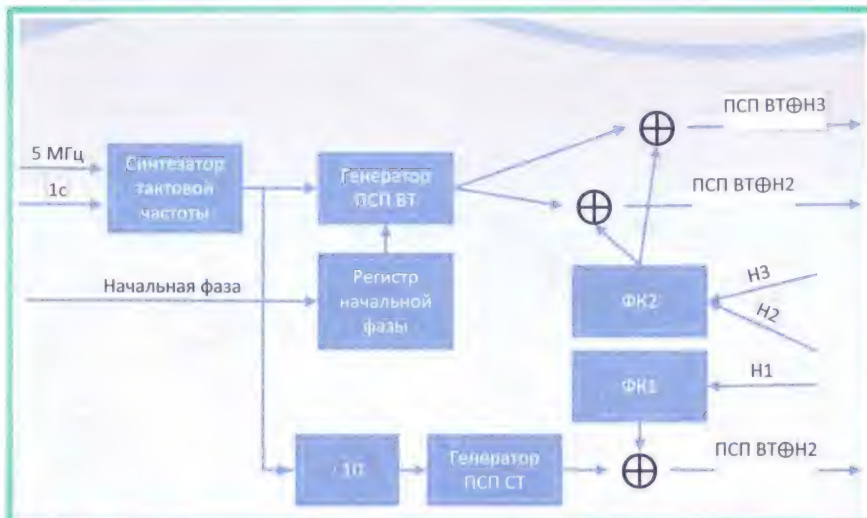 ПСП ВТ⊕Н3
5 МГц
Синтезатор
тактовой
частоты
1с
Генератор
ПСП ВТ
ПСП ВТ⊕Н2
Начальная фаза
Регистр
начальной
фазы
ФК2
Н3
Н2
ФК1
Н1
: 10
Генератор
ПСП СТ
ПСП ВТ⊕Н2